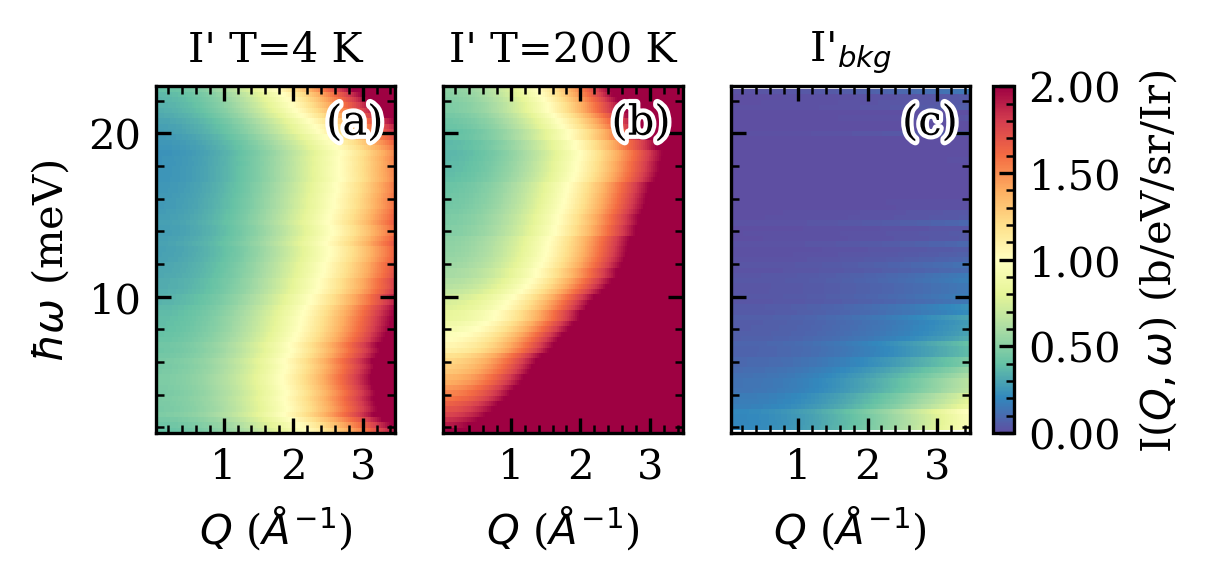 I' T=4 K
I' T=200 K
I'bkg
(a)
(b)
(c)
20
10
ħω (meV)
1 2 3
1 2 3
1 2 3
Q (Å⁻¹)
Q (Å⁻¹)
Q (Å⁻¹)
2.00
1.50
1.00
0.50
0.00
I(Q, ω) (b/eV/sr/Ir)